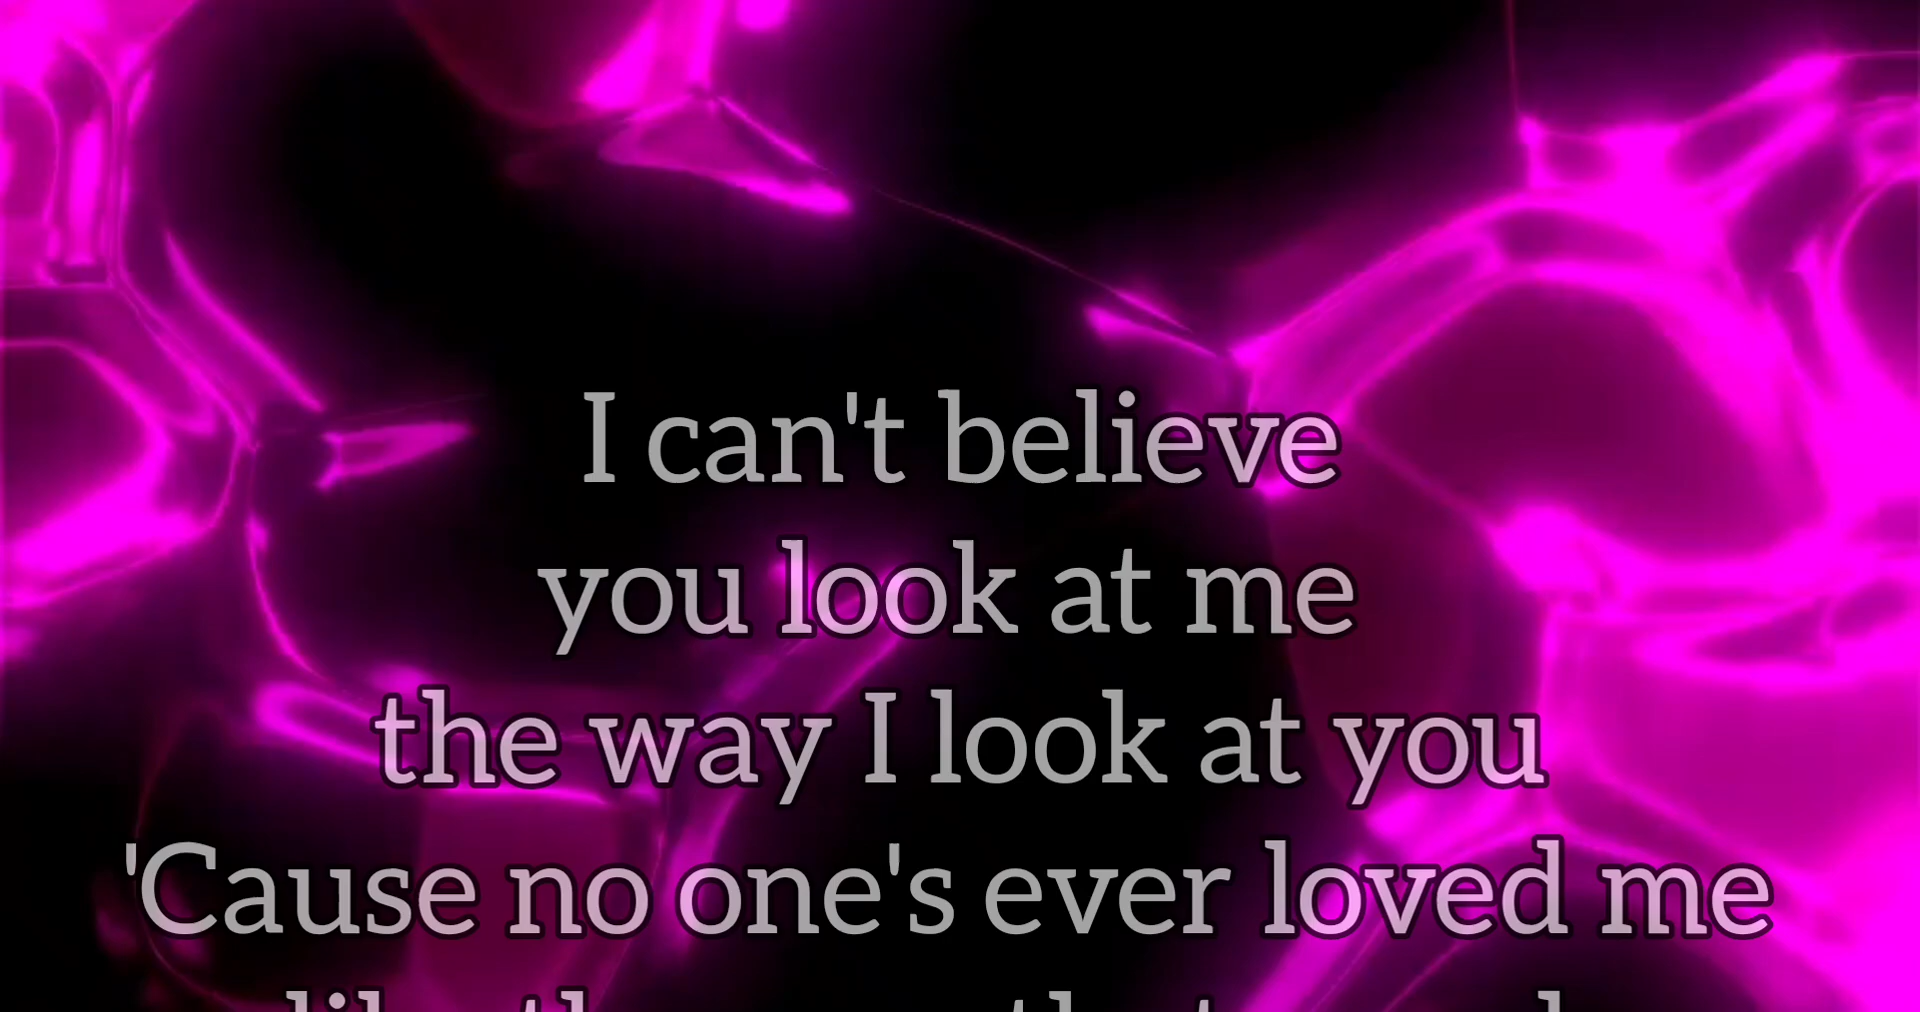 I can't believe
you look at me
the way I look at you
'Cause no one's ever loved me